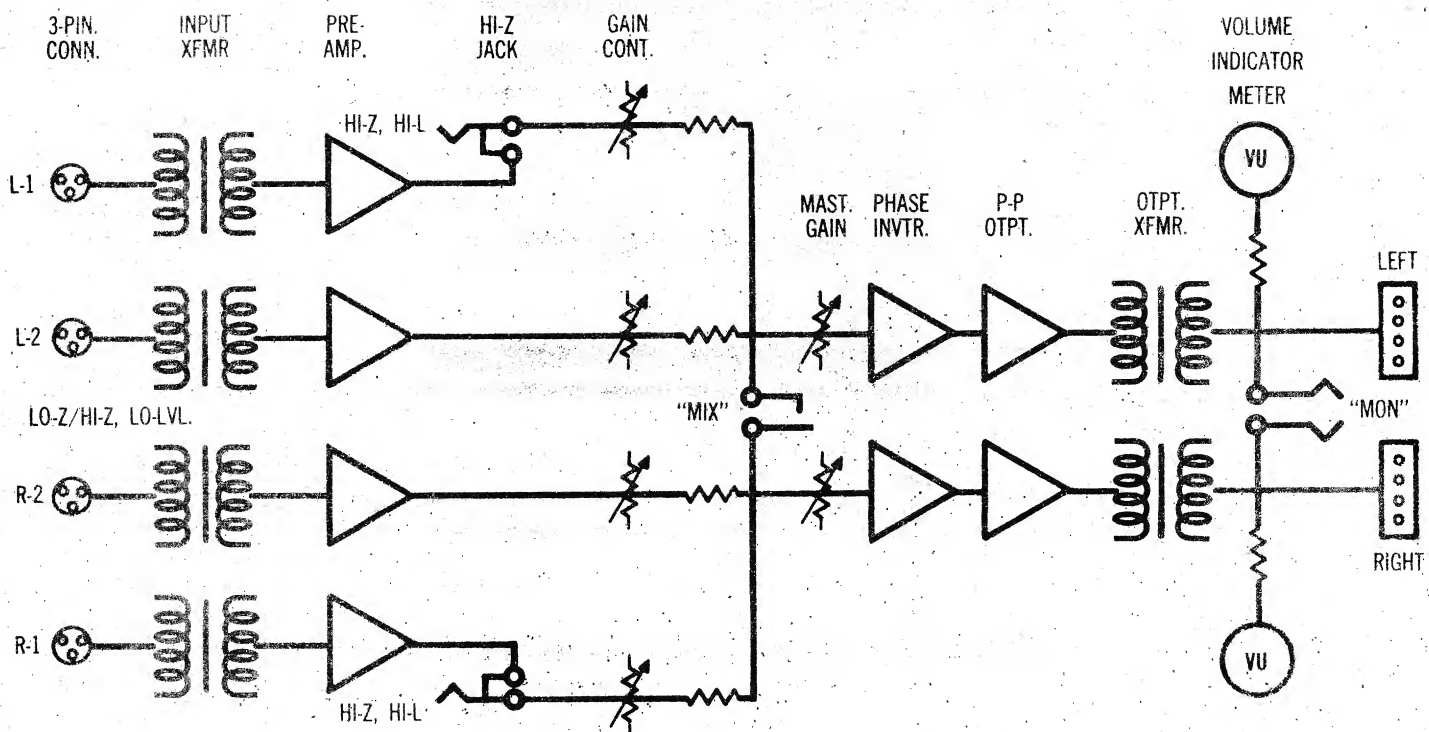 3-PIN.
CONN.
INPUT
XFMR
PRE-
AMP.
HI-Z
JACK
GAIN
CONT.
VOLUME
INDICATOR
METER
HI-Z, HI-L
VU
L-1
MAST.
GAIN
PHASE
INVTR.
P-P
OTPT.
OTPT.
XFMR.
LEFT
L-2
LO-Z/HI-Z, LO-LVL.
"MIX"
"MON"
R-2
RIGHT
R-1
VU
HI-Z, HI-L